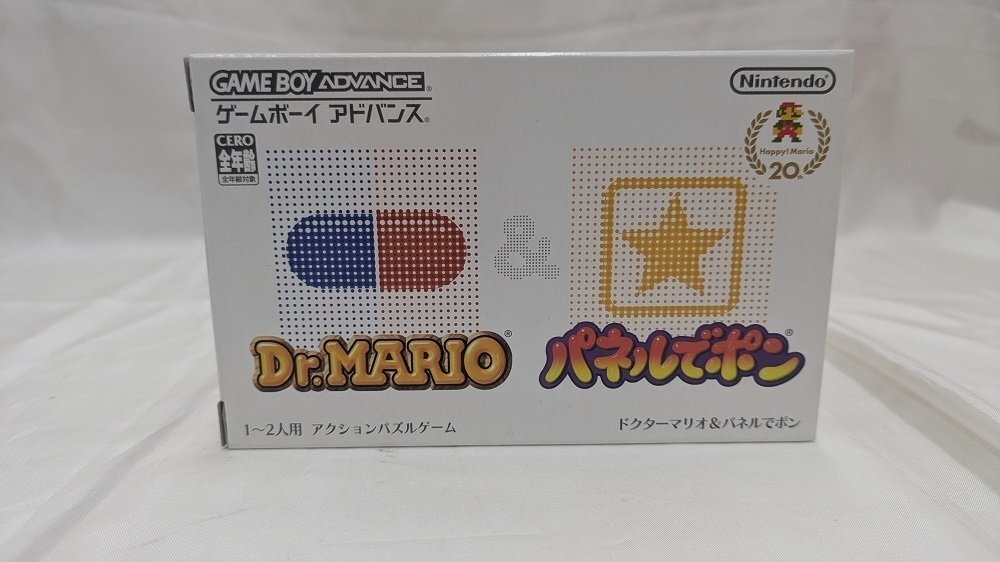 GAME BOY ADVANCE®
ゲームボーイ アドバンス®
Nintendo®
CERO
全年齢
全年齢対象
Happy! Mario
20th
&
Dr.MARIO®
パネルでポン®
1～2人用 アクションパズルゲーム
ドクターマリオ&パネルでポン